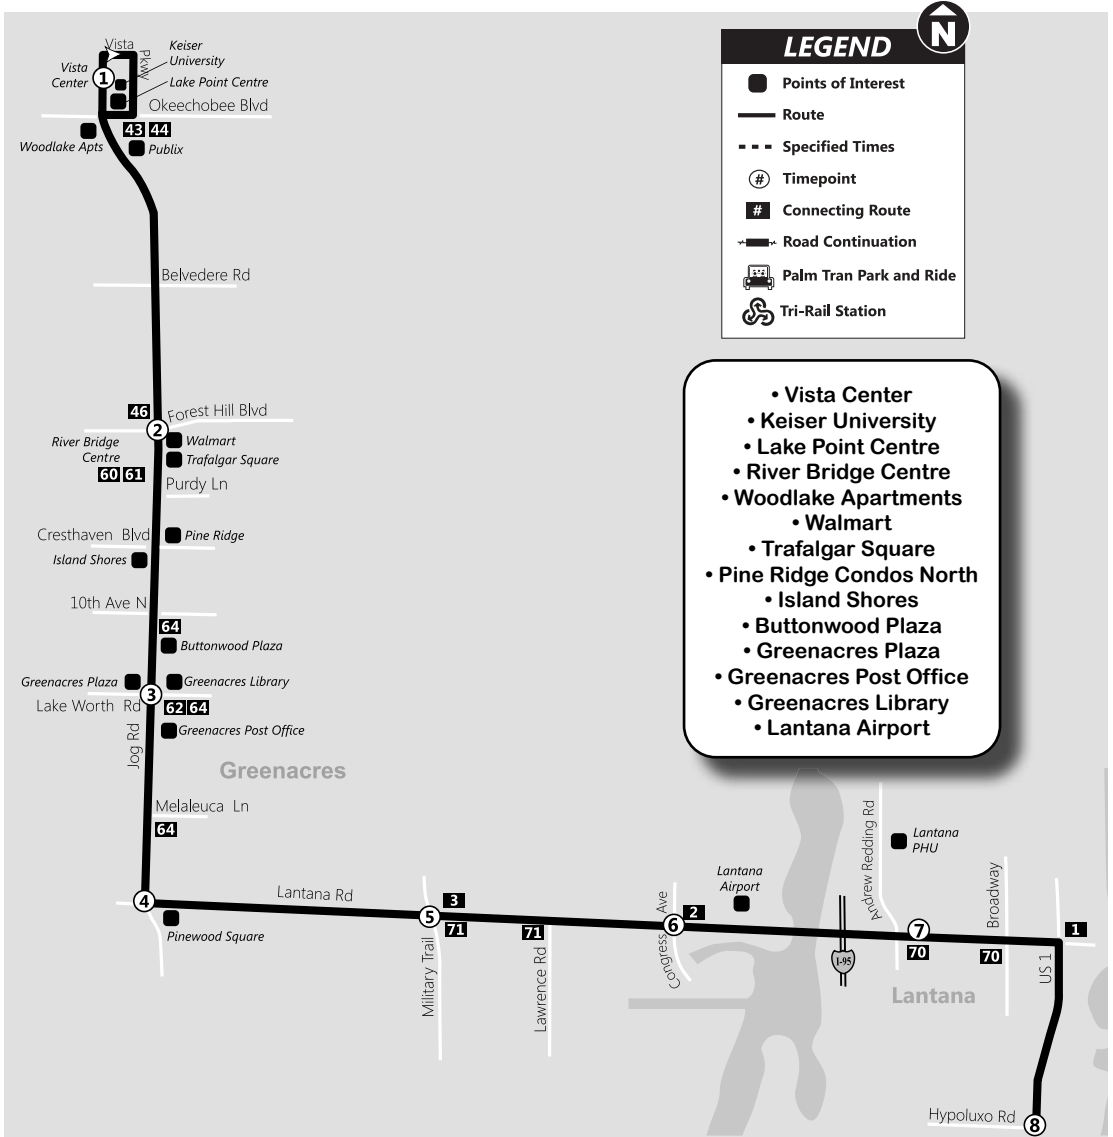 N
LEGEND
Points of Interest
Route
Specified Times
# Timepoint
# Connecting Route
Road Continuation
Palm Tran Park and Ride
Tri-Rail Station
• Vista Center
• Keiser University
• Lake Point Centre
• River Bridge Centre
• Woodlake Apartments
• Walmart
• Trafalgar Square
• Pine Ridge Condos North
• Island Shores
• Buttonwood Plaza
• Greenacres Plaza
• Greenacres Post Office
• Greenacres Library
• Lantana Airport
Vista
Pkwy
Keiser
University
Vista
Center
1
Lake Point Centre
Okeechobee Blvd
43 44
Woodlake Apts
Publix
Belvedere Rd
46
Forest Hill Blvd
2
River Bridge
Centre
Walmart
Trafalgar Square
60 61
Purdy Ln
Cresthaven Blvd
Pine Ridge
Island Shores
10th Ave N
64
Buttonwood Plaza
Greenacres Plaza
Greenacres Library
3
Lake Worth Rd
62 64
Jog Rd
Greenacres Post Office
Greenacres
Melaleuca Ln
64
4
Lantana Rd
Pinewood Square
3
5
71
Military Trail
71
Lawrence Rd
2
6
Congress Ave
Lantana
Airport
I-95
Andrew Redding Rd
Lantana
PHU
7
70
Broadway
70
1
US 1
Lantana
Hypoluxo Rd
8